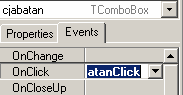 cjabatan TComboBox
Properties Events
OnChange
OnClick atanClick
OnCloseUp